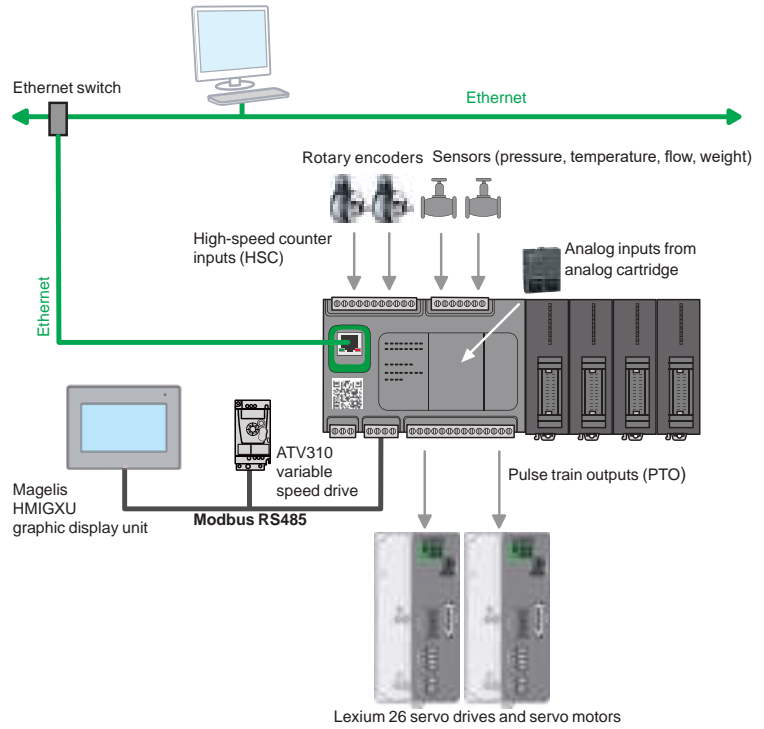 Ethernet switch
Ethernet
Rotary encoders
Sensors (pressure, temperature, flow, weight)
High-speed counter
inputs (HSC)
Analog inputs from
analog cartridge
Ethernet
ATV310
variable
speed drive
Magelis
HMIGXU
graphic display unit
Modbus RS485
Pulse train outputs (PTO)
Lexium 26 servo drives and servo motors